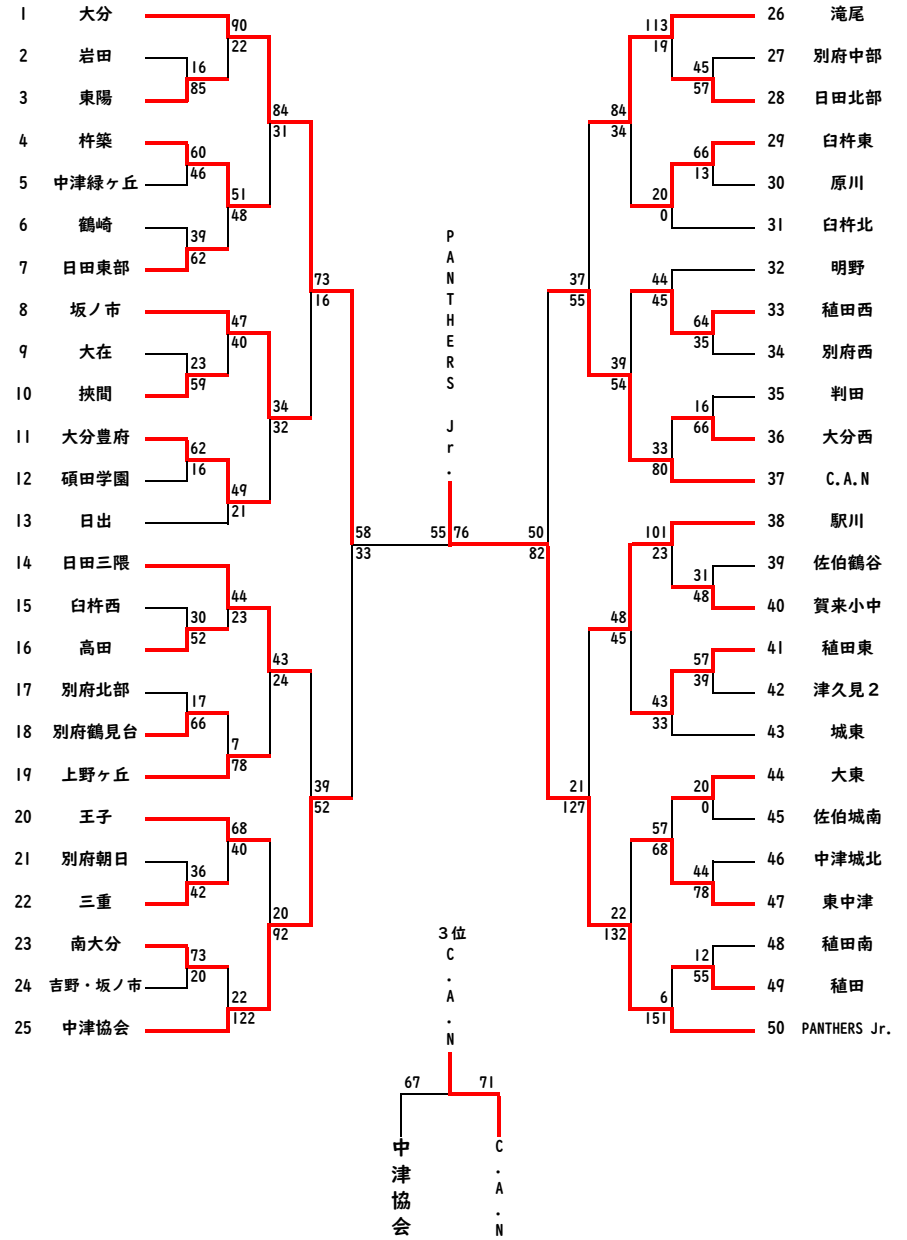 1 大分
90
22
2 岩田
16
85
3 東陽
84
31
4 杵築
60
46
5 中津緑ヶ丘
51
48
6 鶴崎
39
62
7 日田東部
73
16
8 坂ノ市
47
40
9 大在
23
59
10 挾間
34
32
11 大分豊府
62
16
12 碩田学園
49
21
13 日出
58
33
14 日田三隈
44
23
15 臼杵西
30
52
16 高田
43
24
17 別府北部
17
66
18 別府鶴見台
7
78
19 上野ヶ丘
39
52
20 王子
68
40
21 別府朝日
36
42
22 三重
20
92
23 南大分
73
20
24 吉野・坂ノ市
22
122
25 中津協会
PANTHERS Jr.
55 76
26 滝尾
113
19
27 別府中部
45
57
28 日田北部
84
34
29 臼杵東
66
13
30 原川
20
0
31 臼杵北
37
55
32 明野
44
45
33 稙田西
64
35
34 別府西
39
54
35 判田
16
66
36 大分西
33
80
37 C.A.N
50
82
38 駅川
101
23
39 佐伯鶴谷
31
48
40 賀来小中
48
45
41 稙田東
57
39
42 津久見2
43
33
43 城東
21
127
44 大東
20
0
45 佐伯城南
57
68
46 中津城北
44
78
47 東中津
22
132
48 稙田南
12
55
49 稙田
6
151
50 PANTHERS Jr.
3位
C.A.N
67 71
中津協会
C.A.N